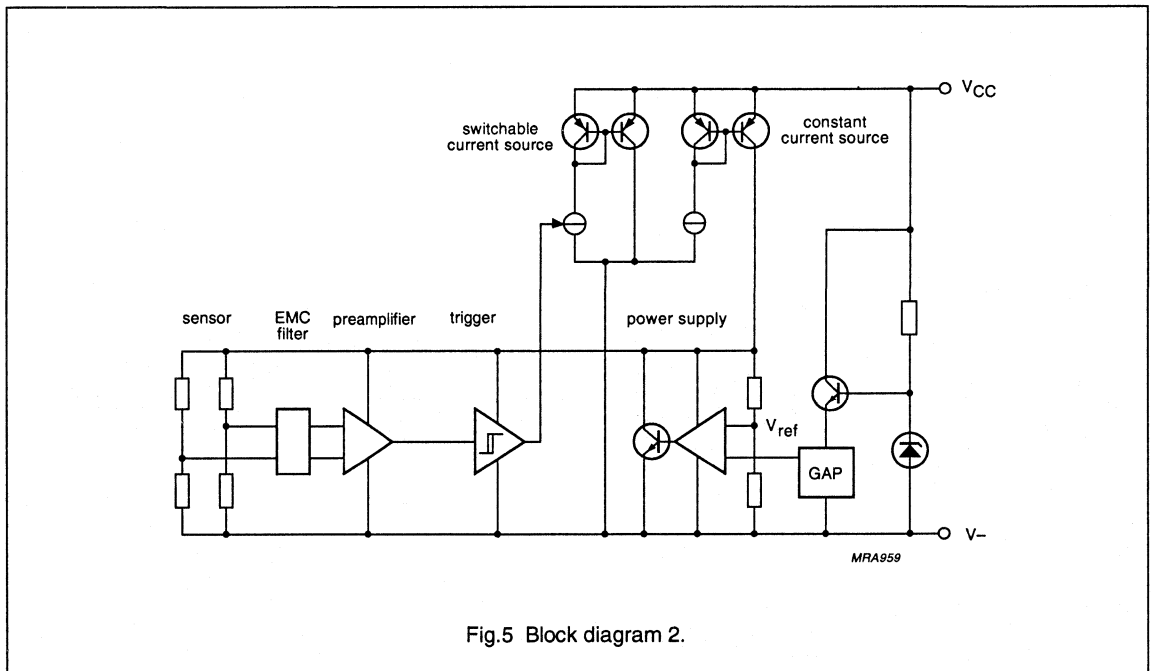 V_CC
switchable
current source
constant
current source
sensor
EMC
filter
preamplifier
trigger
power supply
V_ref
GAP
V–
MRA959
Fig.5 Block diagram 2.